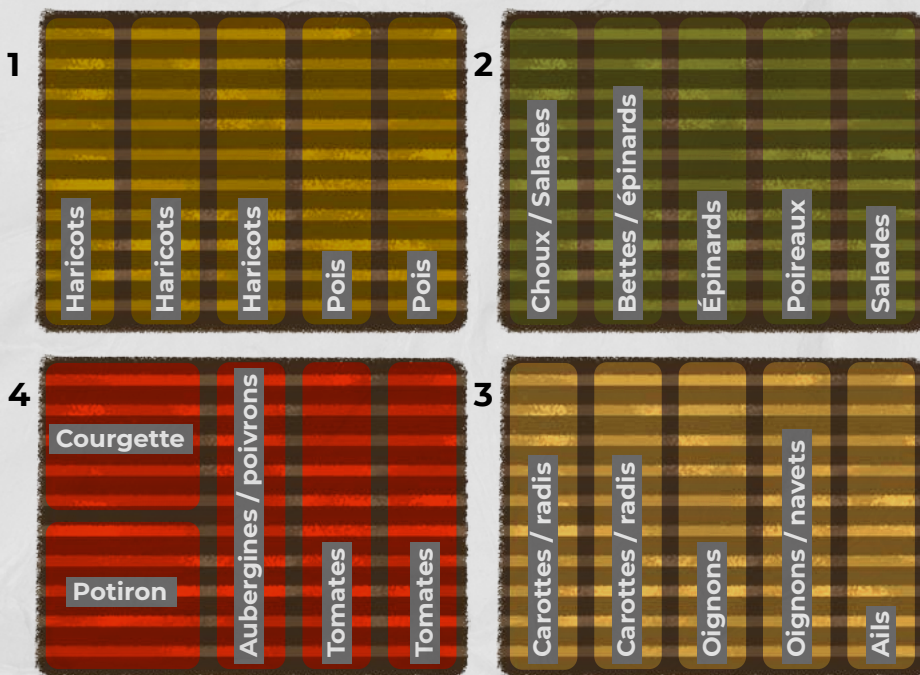 1
Haricots
Haricots
Haricots
Pois
Pois
2
Choux / Salades
Bettes / épinards
Épinards
Poireaux
Salades
4
Courgette
Potiron
Aubergines / poivrons
Tomates
Tomates
3
Carottes / radis
Carottes / radis
Oignons
Oignons / navets
Ails